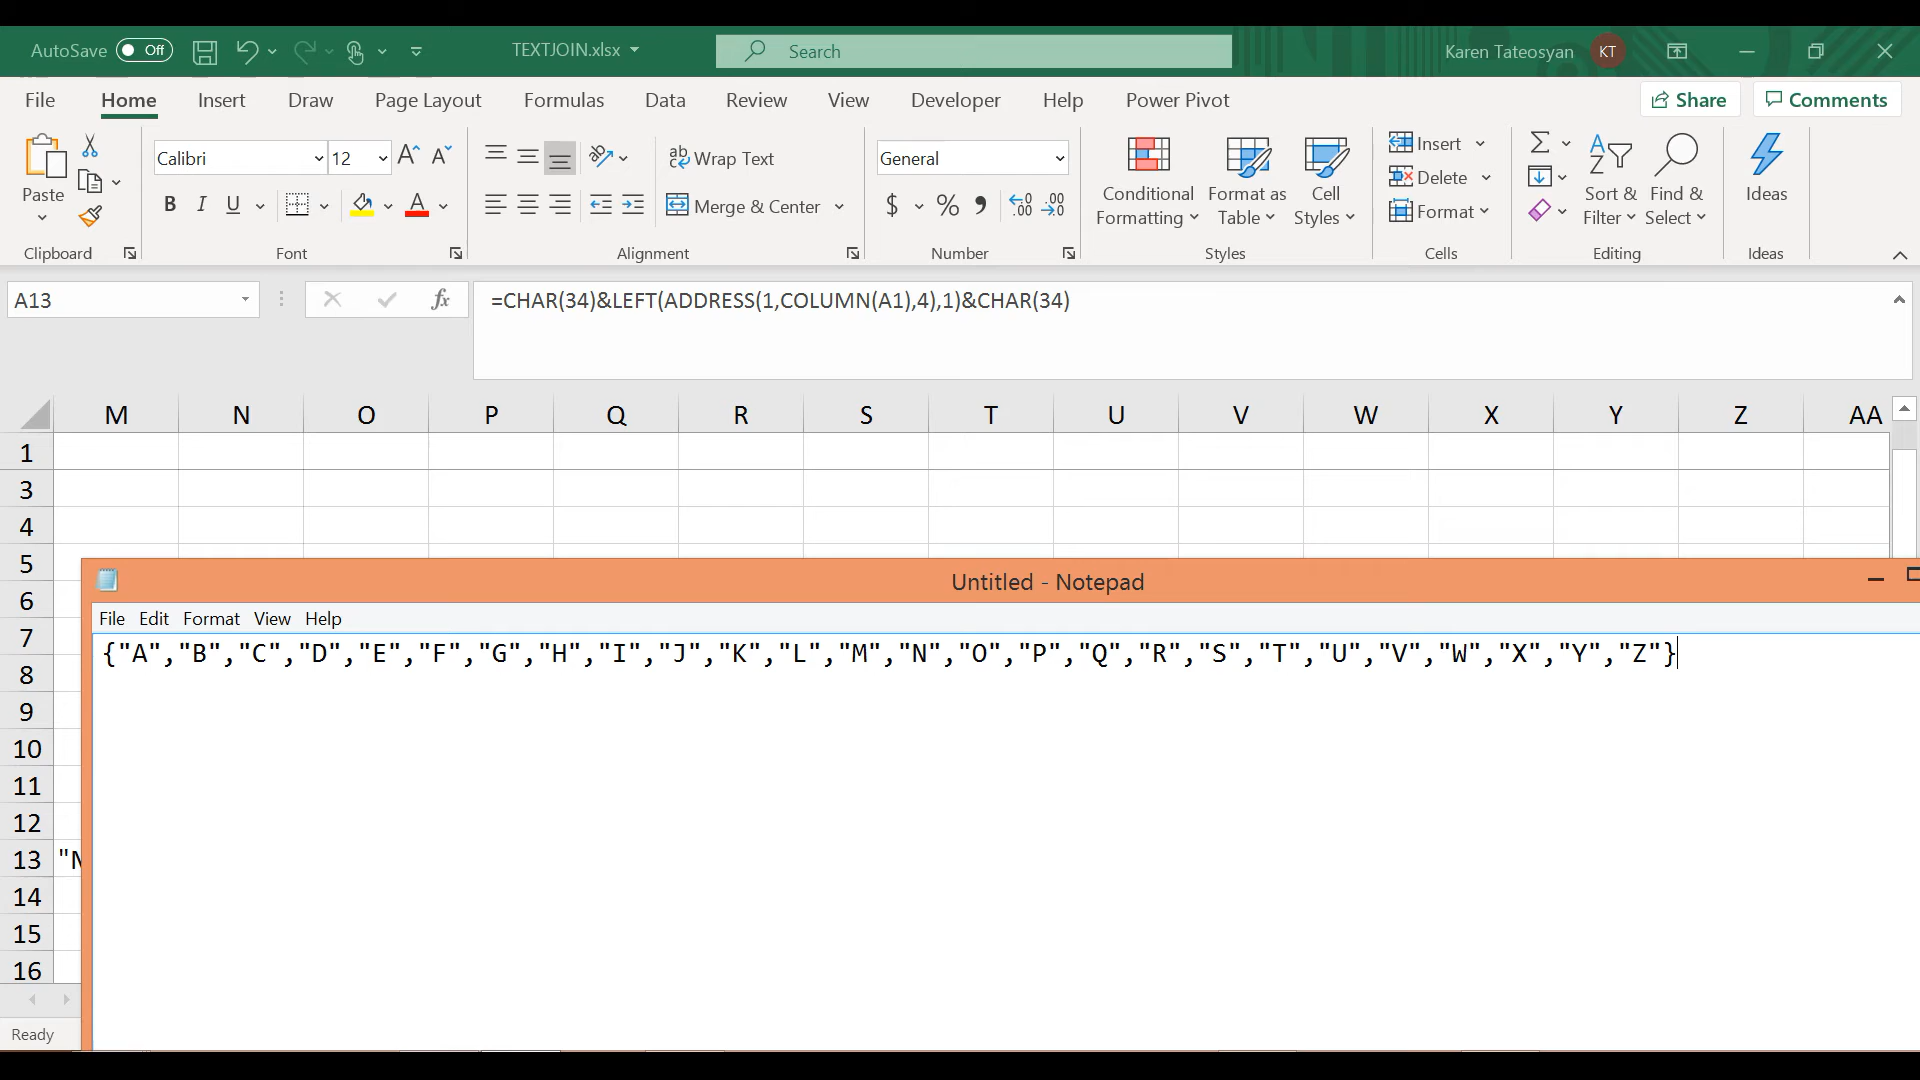 AutoSave Off TEXTJOIN.xlsx Search Karen Tateosyan KT
File Home Insert Draw Page Layout Formulas Data Review View Developer Help Power Pivot Share Comments
Paste
Calibri 12
B I U A
ab Wrap Text
Merge & Center
General
$ % , .00
Conditional Formatting
Format as Table
Cell Styles
Insert
Delete
Format
Sort & Filter
Find & Select
Ideas
Clipboard Font Alignment Number Styles Cells Editing Ideas
A13 fx =CHAR(34)&LEFT(ADDRESS(1,COLUMN(A1),4),1)&CHAR(34)
M N O P Q R S T U V W X Y Z AA
1
3
4
5
6
7
8
9
10
11
12
13
14
15
16
Untitled - Notepad
File Edit Format View Help
{"A","B","C","D","E","F","G","H","I","J","K","L","M","N","O","P","Q","R","S","T","U","V","W","X","Y","Z"}
Ready